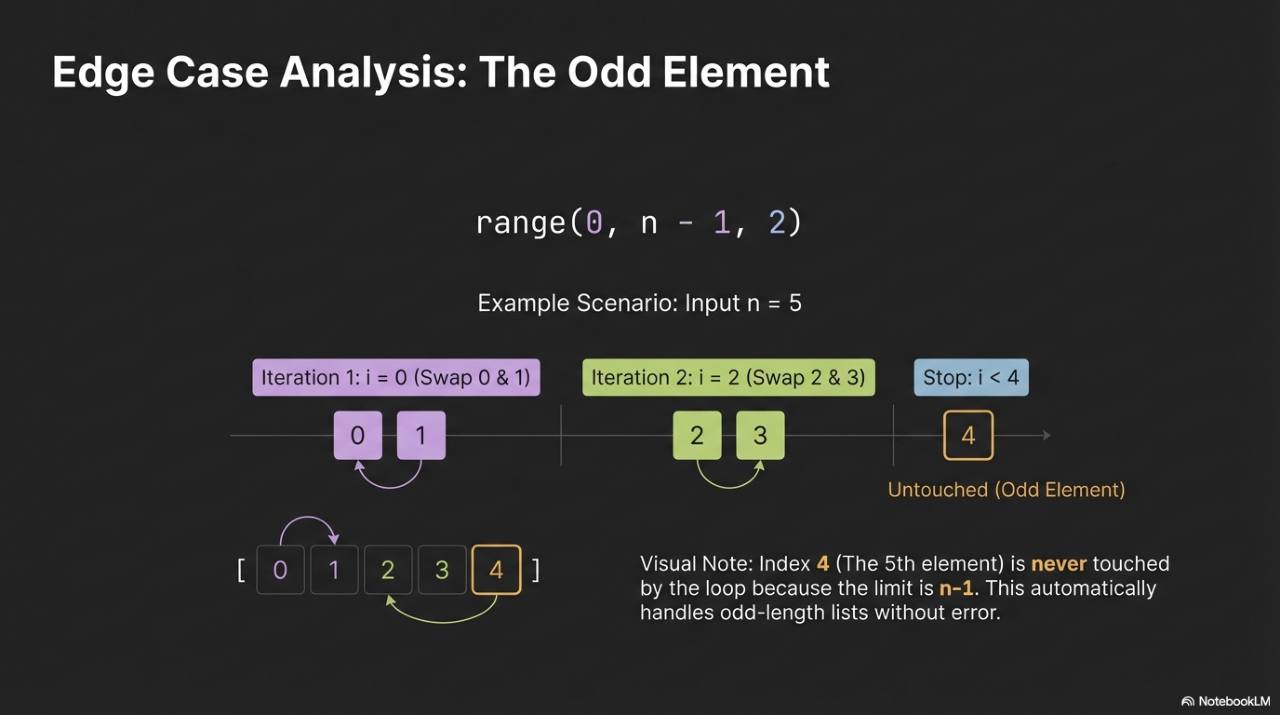 Edge Case Analysis: The Odd Element
range(0, n - 1, 2)
Example Scenario: Input n = 5
Iteration 1: i = 0 (Swap 0 & 1)
Iteration 2: i = 2 (Swap 2 & 3)
Stop: i < 4
0 1 2 3 4
Untouched (Odd Element)
[ 0 1 2 3 4 ]
Visual Note: Index 4 (The 5th element) is never touched
by the loop because the limit is n-1. This automatically
handles odd-length lists without error.
NotebookLM